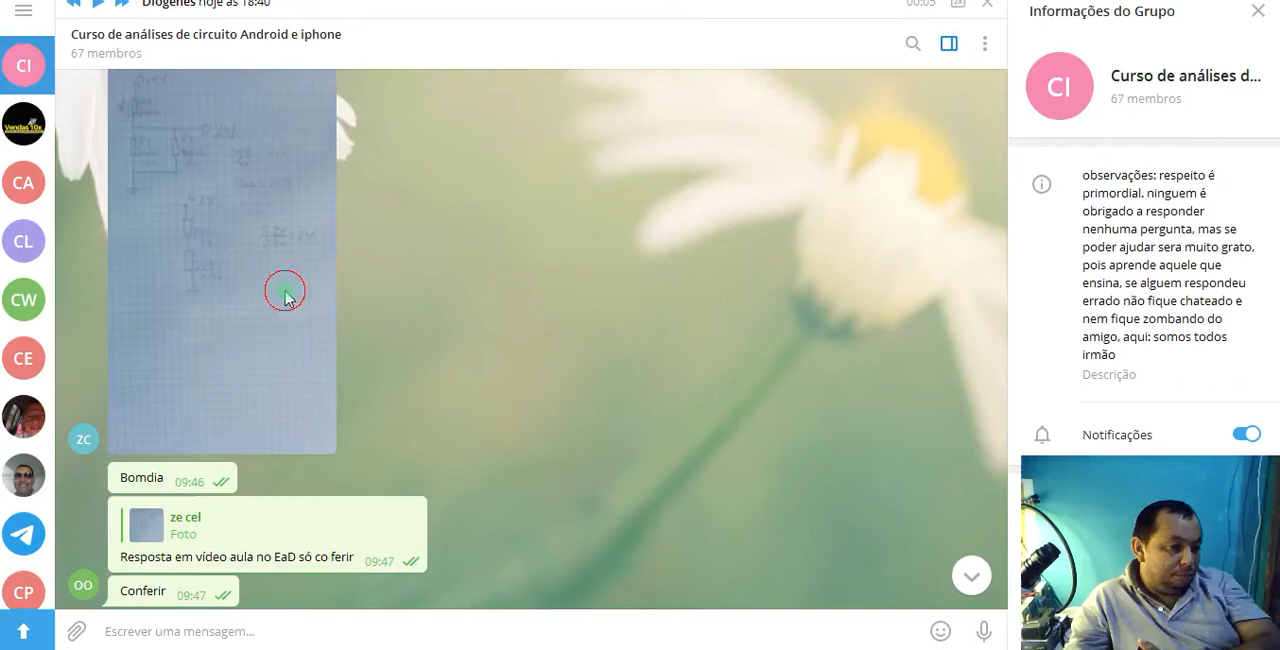 Diógenes hoje às 18:40
00:05
2X
Curso de análises de circuito Android e iphone
67 membros
Informações do Grupo
CI
Curso de análises d...
67 membros
observações: respeito é
primordial. ninguem é
obrigado a responder
nenhuma pergunta, mas se
poder ajudar sera muito grato,
pois aprende aquele que
ensina, se alguem respondeu
errado não fique chateado e
nem fique zombando do
amigo, aqui: somos todos
irmão
Descrição
Notificações
CI
Vendas 10x
CA
CL
CW
CE
CP
ZC
Bomdia 09:46
ze cel
Foto
Resposta em vídeo aula no EaD só co ferir 09:47
OO
Conferir 09:47
Escrever uma mensagem...